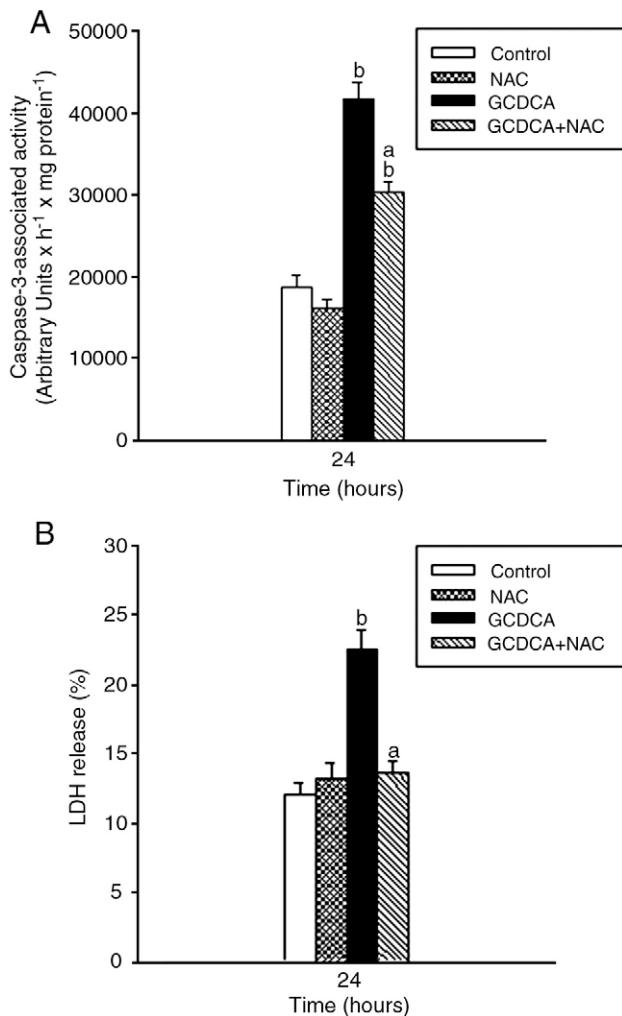 A
50000
40000
30000
20000
10000
0
Caspase-3-associated activity
(Arbitrary Units x h⁻¹ x mg protein⁻¹)
b
a
b
Control
NAC
GCDCA
GCDCA+NAC
24
Time (hours)
B
30
25
20
15
10
5
0
LDH release (%)
b
a
Control
NAC
GCDCA
GCDCA+NAC
24
Time (hours)